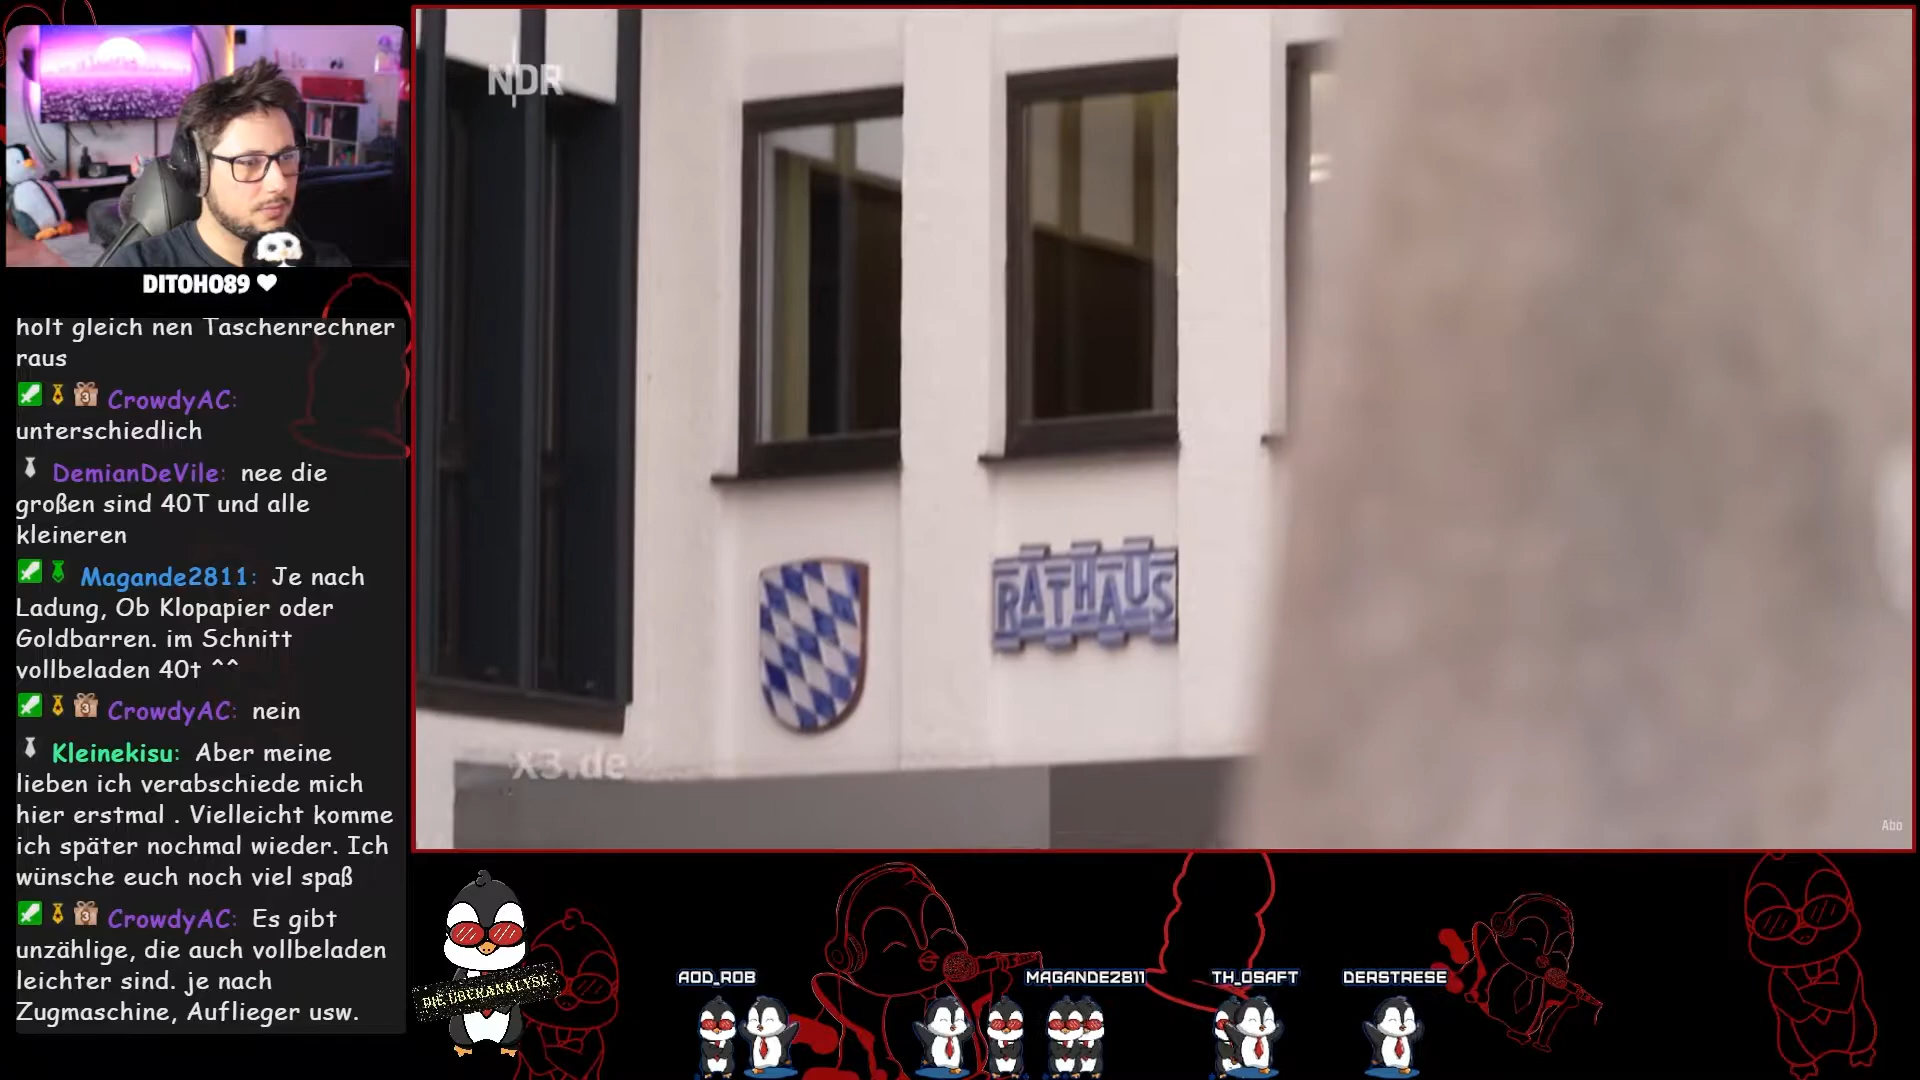 NDR
RATHAUS
x3.de
Abo
DITOHO89
holt gleich nen Taschenrechner
raus
3 CrowdyAC:
unterschiedlich
DemianDeVile: nee die
großen sind 40T und alle
kleineren
Magande2811: Je nach
Ladung, Ob Klopapier oder
Goldbarren. im Schnitt
vollbeladen 40t ^^
3 CrowdyAC: nein
Kleinekisu: Aber meine
lieben ich verabschiede mich
hier erstmal . Vielleicht komme
ich später nochmal wieder. Ich
wünsche euch noch viel spaß
3 CrowdyAC: Es gibt
unzählige, die auch vollbeladen
leichter sind. je nach
Zugmaschine, Auflieger usw.
DIE ÜBERANALYSE
AOD_ROB
MAGANDE2811
TH_OSAFT
DERSTRESE